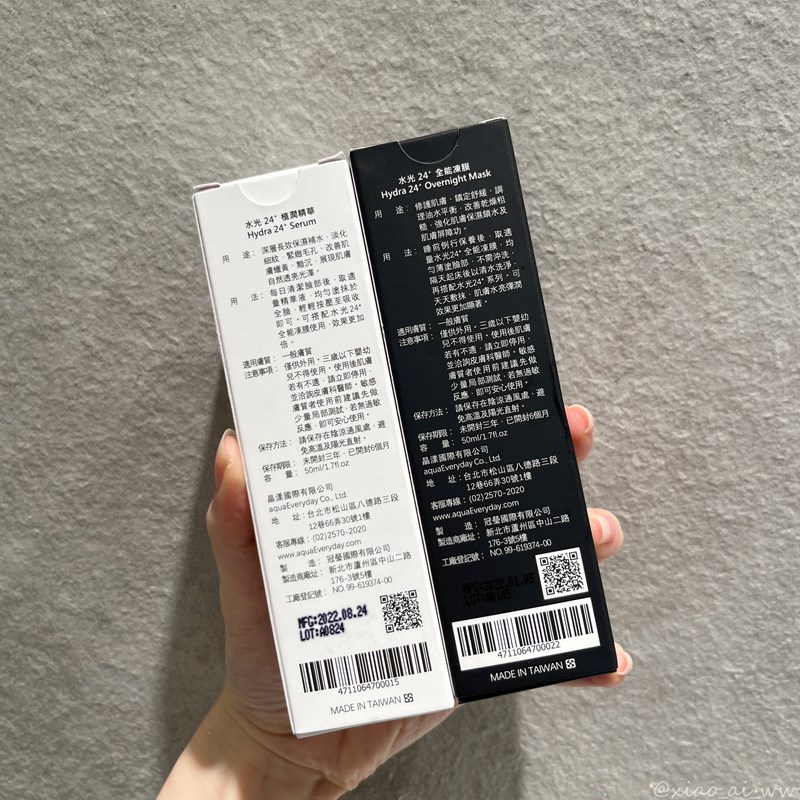 水光 24⁺ 植潤精華
Hydra 24⁺ Serum
用 途：深層長效保濕補水、淡化
細紋、緊緻毛孔、改善肌
膚蠟黃、黯沉，展現肌膚
自然透亮光澤。
用 法：每日清潔臉部後，取適
量精華液，均勻塗抹於
全臉，輕輕按壓至吸收
即可。可搭配水光24⁺
全能凍膜使用，效果更加
倍。
適用膚質：一般膚質
注意事項：僅供外用。三歲以下嬰幼
兒不得使用。使用後肌膚
若有不適，請立即停用，
並洽詢皮膚科醫師。敏感
膚質者使用前建議先做
少量局部測試，若無過敏
反應，即可安心使用。
保存方法：請保存在陰涼通風處，避
免高溫及陽光直射。
保存期限：未開封三年，已開封6個月
容 量：50ml/1.7fl.oz
晶漾國際有限公司
aquaEveryday Co., Ltd.
地 址：台北市松山區八德路三段
12巷66弄30號1樓
客服專線：(02)2570-2020
www.aquaEveryday.com
製 造：冠瑩國際有限公司
製造商廠址：新北市蘆洲區中山二路
176-3號5樓
工廠登記號：NO. 99-619374-00
MFG:2022.08.24
LOT:A0824
4711064700015
MADE IN TAIWAN
水光 24⁺ 全能凍膜
Hydra 24⁺ Overnight Mask
用 途：修護肌膚、鎮定舒緩、調
理油水平衡，改善乾燥粗
糙，強化肌膚保濕鎖水及
肌膚屏障功。
用 法：睡前例行保養後，取適
量水光24⁺全能凍膜，均
勻薄塗臉部，不需沖洗，
隔天起床後以清水洗淨，
再搭配水光24⁺系列。可
天天敷抹，肌膚水亮彈潤
效果更加顯著。
適用膚質：一般膚質
注意事項：僅供外用。三歲以下嬰幼
兒不得使用。使用後肌膚
若有不適，請立即停用，
並洽詢皮膚科醫師。敏感
膚質者使用前建議先做
少量局部測試，若無過敏
反應，即可安心使用。
保存方法：請保存在陰涼通風處，避
免高溫及陽光直射。
保存期限：未開封三年，已開封6個月
容 量：50ml/1.7fl.oz
晶漾國際有限公司
aquaEveryday Co., Ltd.
地 址：台北市松山區八德路三段
12巷66弄30號1樓
客服專線：(02)2570-2020
www.aquaEveryday.com
製 造：冠瑩國際有限公司
製造商廠址：新北市蘆洲區中山二路
176-3號5樓
工廠登記號：NO. 99-619374-00
MFG:2022.01.05
LOT:A0105
4711064700022
MADE IN TAIWAN
@xiao.ai.ww